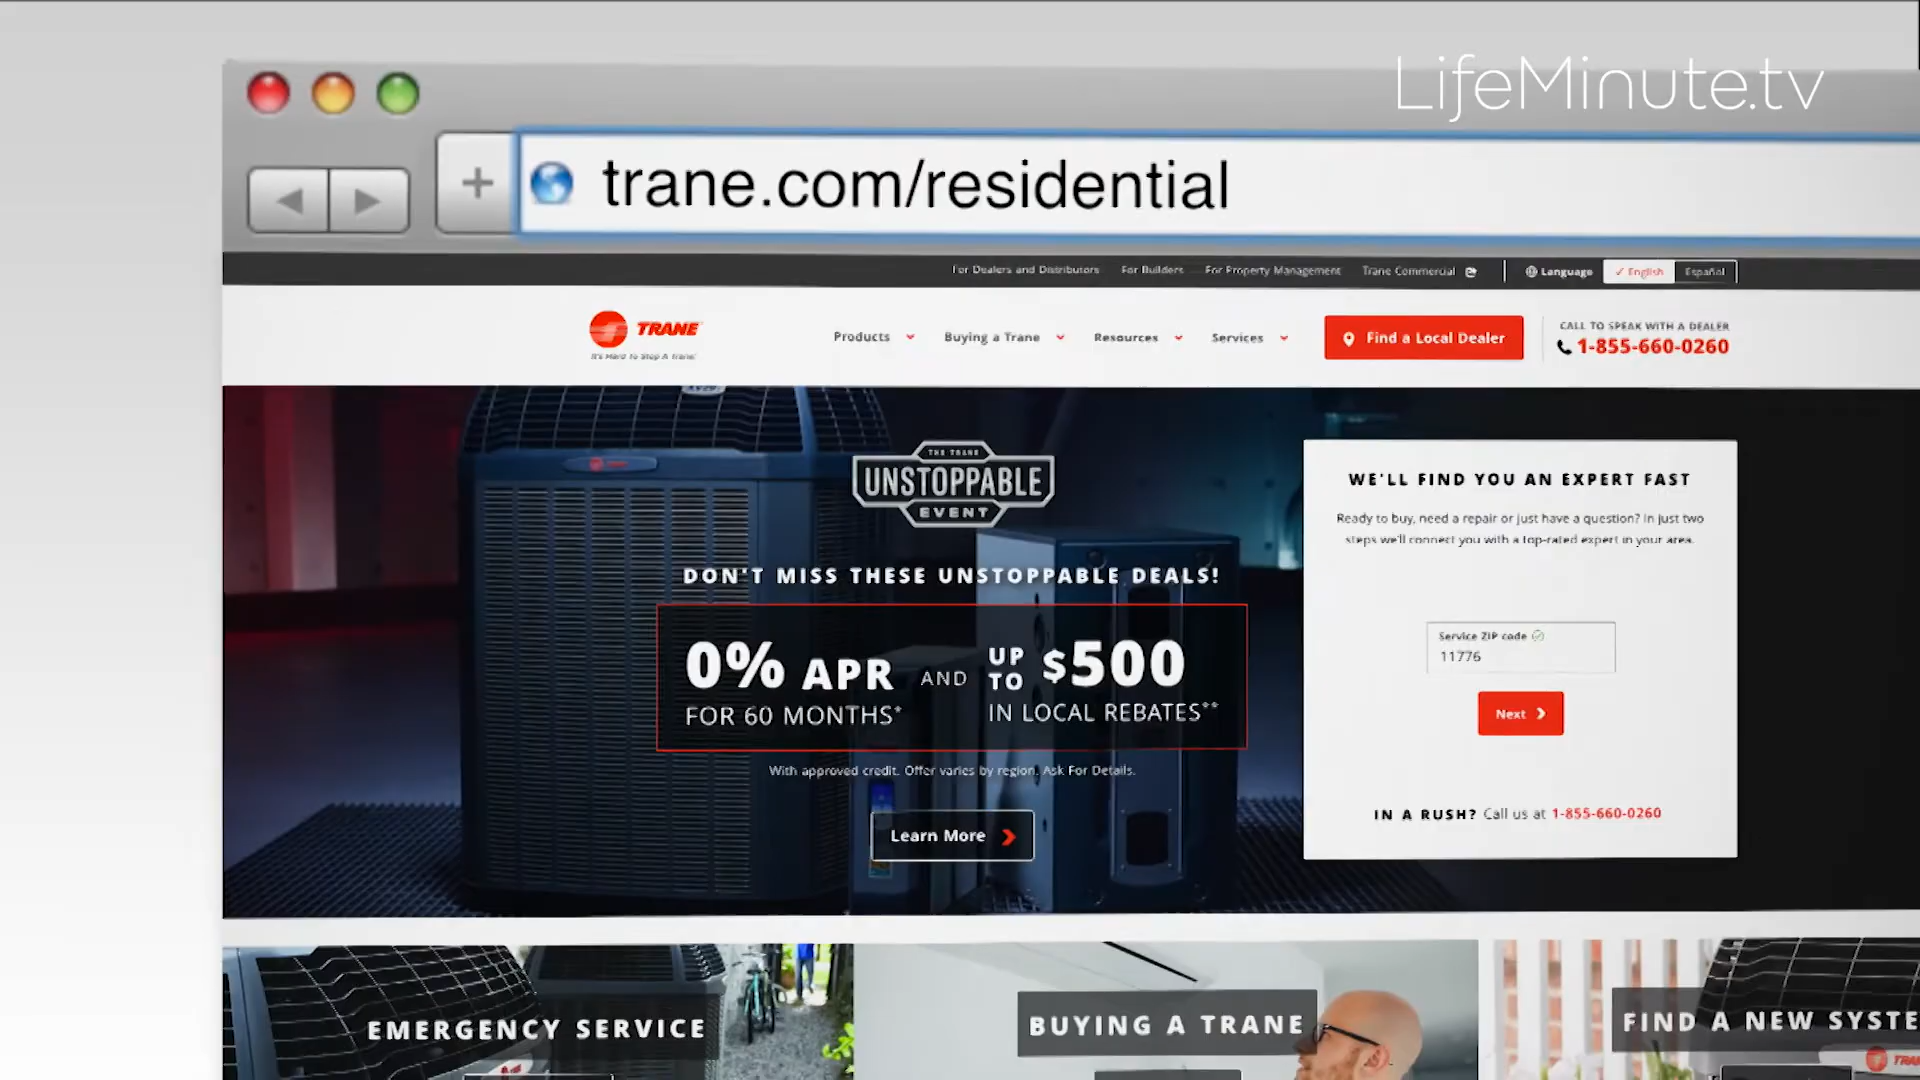 LifeMinute.tv
trane.com/residential
For Dealers and Distributors For Builders For Property Management Trane Commercial Language ✓ English Español
TRANE
It's Hard To Stop A Trane.
Products Buying a Trane Resources Services Find a Local Dealer
CALL TO SPEAK WITH A DEALER
1-855-660-0260
THE TRANE
UNSTOPPABLE
EVENT
DON'T MISS THESE UNSTOPPABLE DEALS!
0% APR AND UP TO $500
FOR 60 MONTHS* IN LOCAL REBATES**
With approved credit. Offer varies by region. Ask For Details.
Learn More
WE'LL FIND YOU AN EXPERT FAST
Ready to buy, need a repair or just have a question? In just two
steps we'll connect you with a top-rated expert in your area.
Service ZIP code
11776
Next
IN A RUSH? Call us at 1-855-660-0260
EMERGENCY SERVICE
BUYING A TRANE
FIND A NEW SYSTE